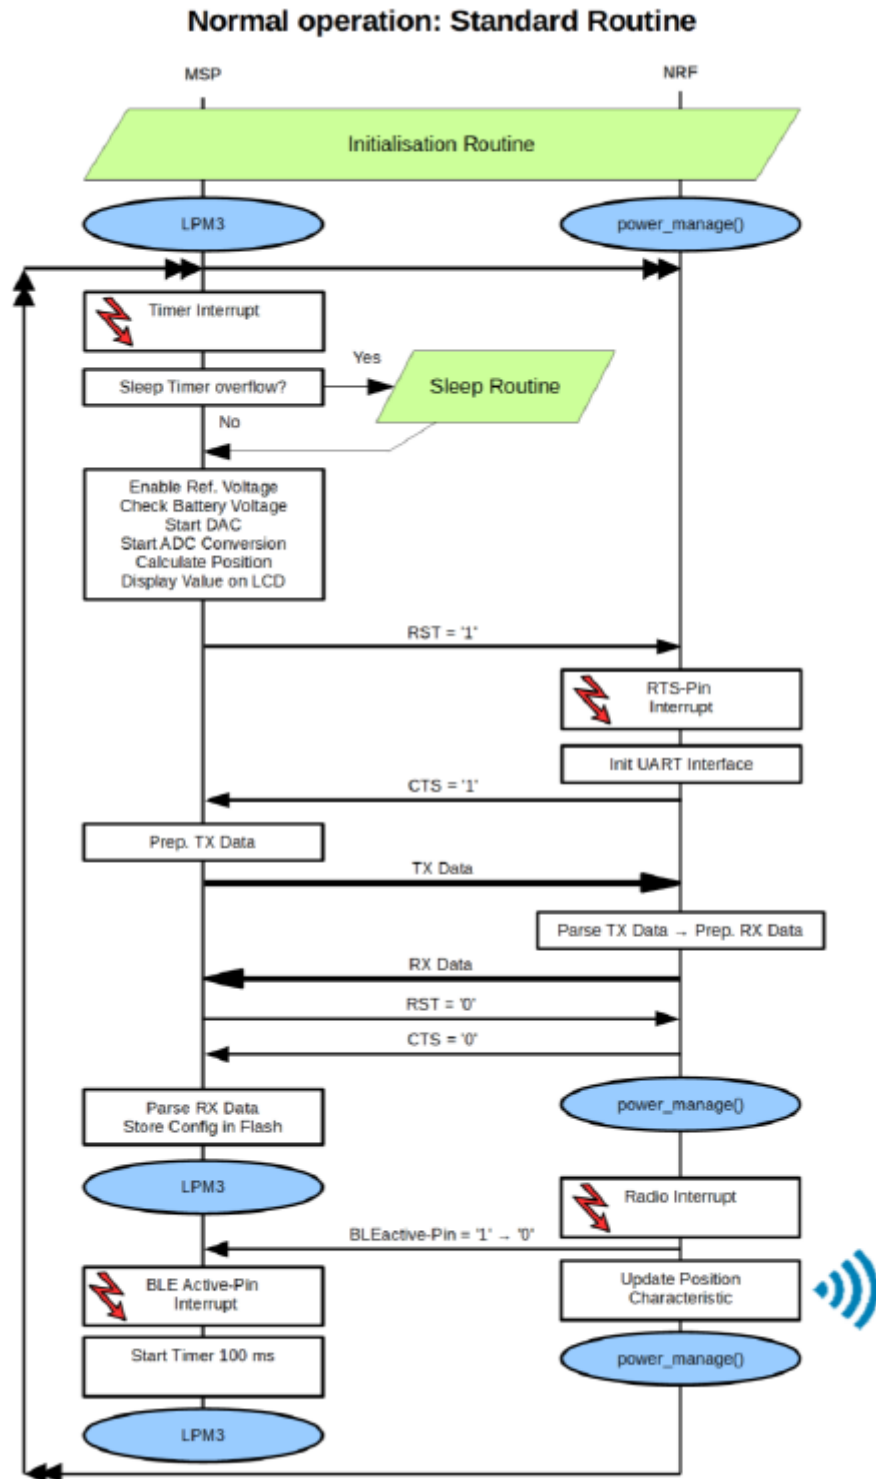 Normal operation: Standard Routine
MSP
NRF
Initialisation Routine
LPM3
power_manage()
Timer Interrupt
Yes
Sleep Timer overflow?
Sleep Routine
No
Enable Ref. Voltage
Check Battery Voltage
Start DAC
Start ADC Conversion
Calculate Position
Display Value on LCD
RST = '1'
RTS-Pin
Interrupt
Init UART Interface
CTS = '1'
Prep. TX Data
TX Data
Parse TX Data → Prep. RX Data
RX Data
RST = '0'
CTS = '0'
power_manage()
Parse RX Data
Store Config in Flash
LPM3
Radio Interrupt
BLEactive-Pin = '1' → '0'
BLE Active-Pin
Interrupt
Update Position
Characteristic
Start Timer 100 ms
power_manage()
LPM3